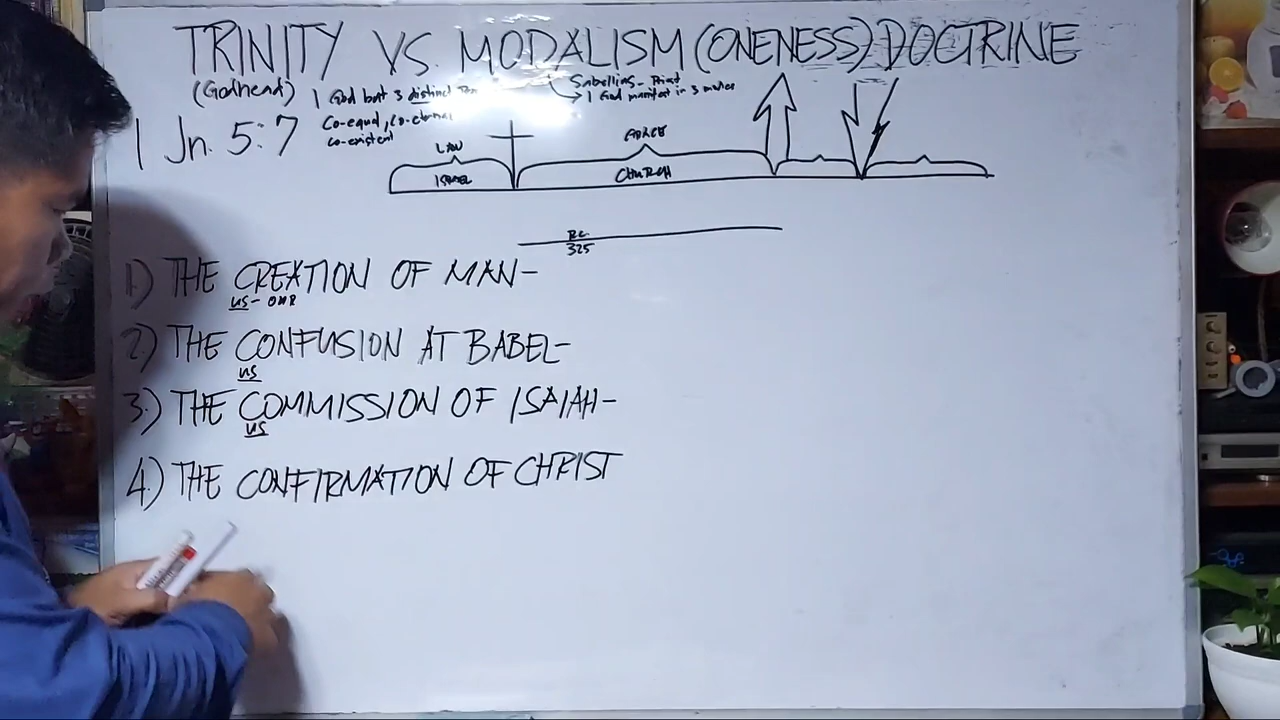 TRINITY VS. MODALISM (ONENESS) DOCTRINE
(Godhead) 1 God but 3 distinct
Co-equal, Co-eternal
co-existent
Sabellius - Priest
1 God manifest in 3 modes
1 Jn. 5:7
LAW
ISRAEL
GRACE
CHURCH
R.C.
325
1) THE CREATION OF MAN-
us - our
2) THE CONFUSION AT BABEL-
us
3.) THE COMMISSION OF ISAIAH-
us
4.) THE CONFIRMATION OF CHRIST